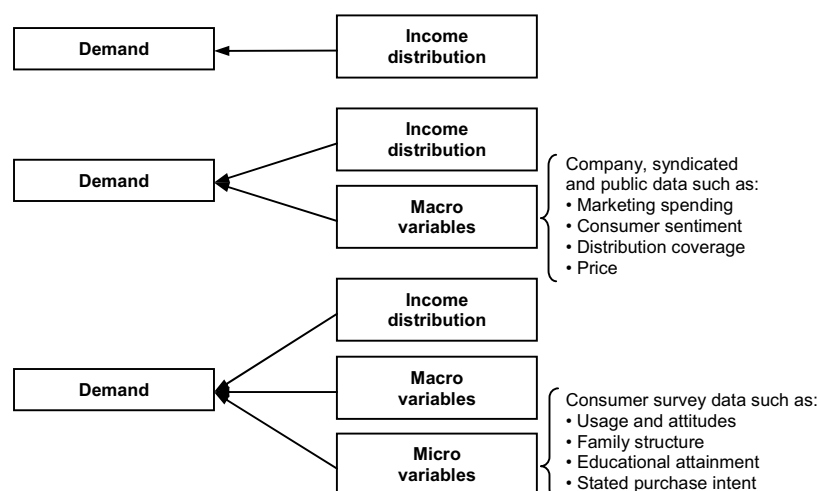 Demand
Income
distribution
Demand
Income
distribution
Macro
variables
Company, syndicated
and public data such as:
• Marketing spending
• Consumer sentiment
• Distribution coverage
• Price
Demand
Income
distribution
Macro
variables
Micro
variables
Consumer survey data such as:
• Usage and attitudes
• Family structure
• Educational attainment
• Stated purchase intent